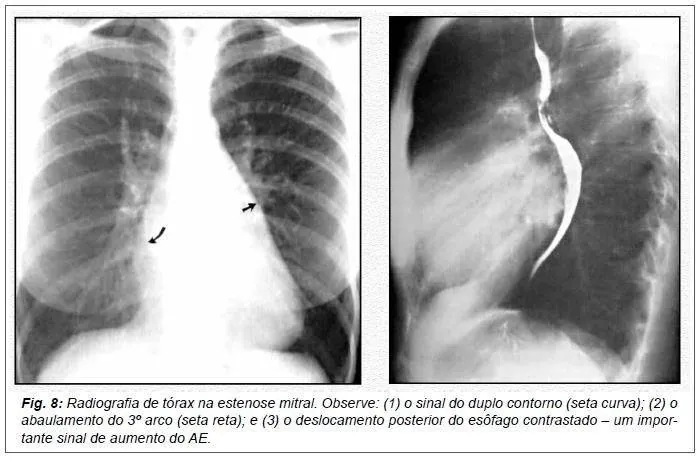 Fig. 8: Radiografia de tórax na estenose mitral. Observe: (1) o sinal do duplo contorno (seta curva); (2) o
abaulamento do 3º arco (seta reta); e (3) o deslocamento posterior do esôfago contrastado – um impor-
tante sinal de aumento do AE.